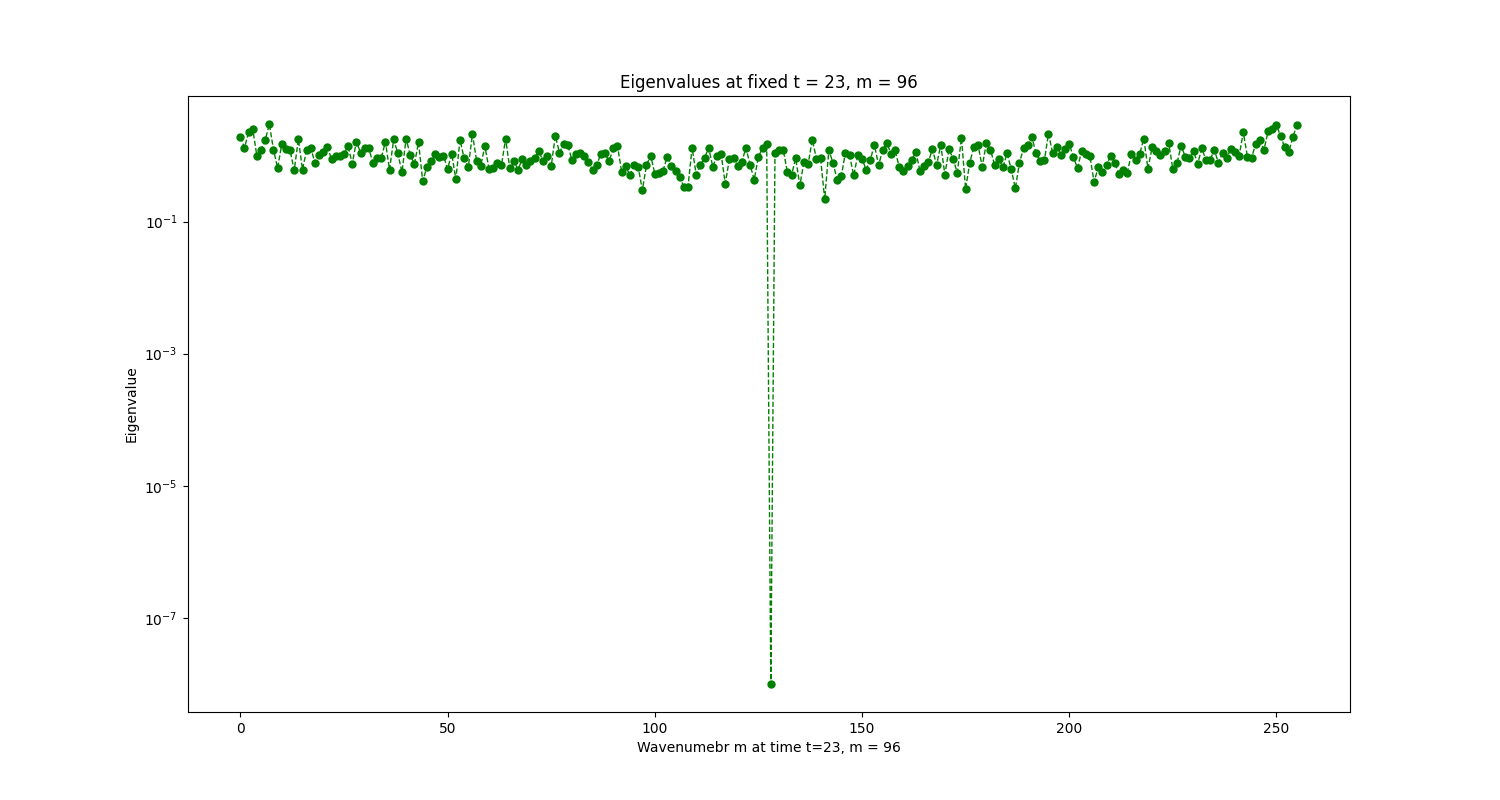 Eigenvalues at fixed t = 23, m = 96
Eigenvalue
10⁻¹
10⁻³
10⁻⁵
10⁻⁷
0 50 100 150 200 250
Wavenumebr m at time t=23, m = 96